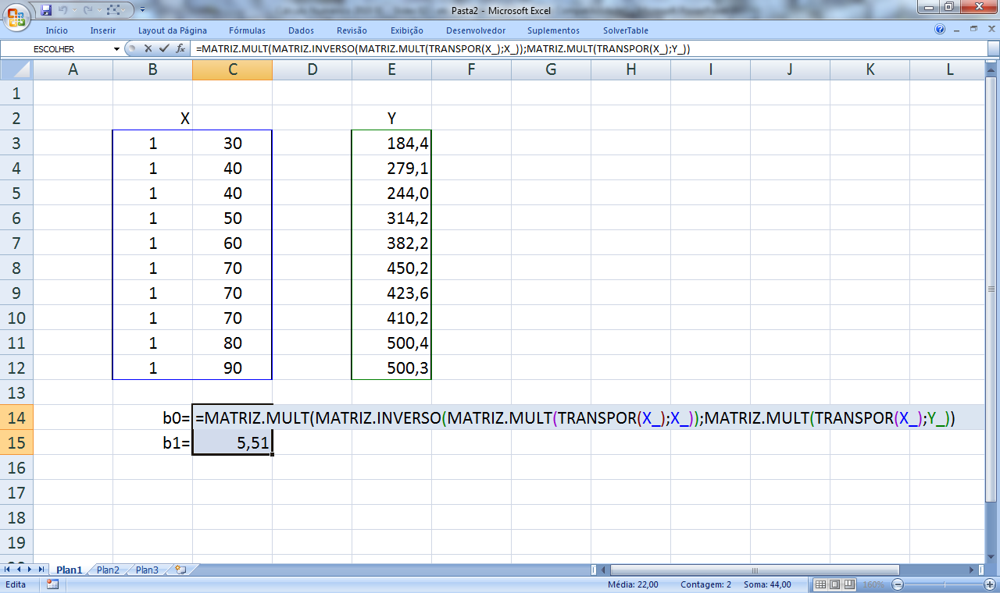 Pasta2 - Microsoft Excel
Início Inserir Layout da Página Fórmulas Dados Revisão Exibição Desenvolvedor Suplementos SolverTable
ESCOLHER =MATRIZ.MULT(MATRIZ.INVERSO(MATRIZ.MULT(TRANSPOR(X_);X_));MATRIZ.MULT(TRANSPOR(X_);Y_))
A B C D E F G H I J K L
1
2 X Y
3 1 30 184,4
4 1 40 279,1
5 1 40 244,0
6 1 50 314,2
7 1 60 382,2
8 1 70 450,2
9 1 70 423,6
10 1 70 410,2
11 1 80 500,4
12 1 90 500,3
13
14 b0= =MATRIZ.MULT(MATRIZ.INVERSO(MATRIZ.MULT(TRANSPOR(X_);X_));MATRIZ.MULT(TRANSPOR(X_);Y_))
15 b1= 5,51
16
17
18
19
Plan1 Plan2 Plan3
Edita Média: 22,00 Contagem: 2 Soma: 44,00 160%